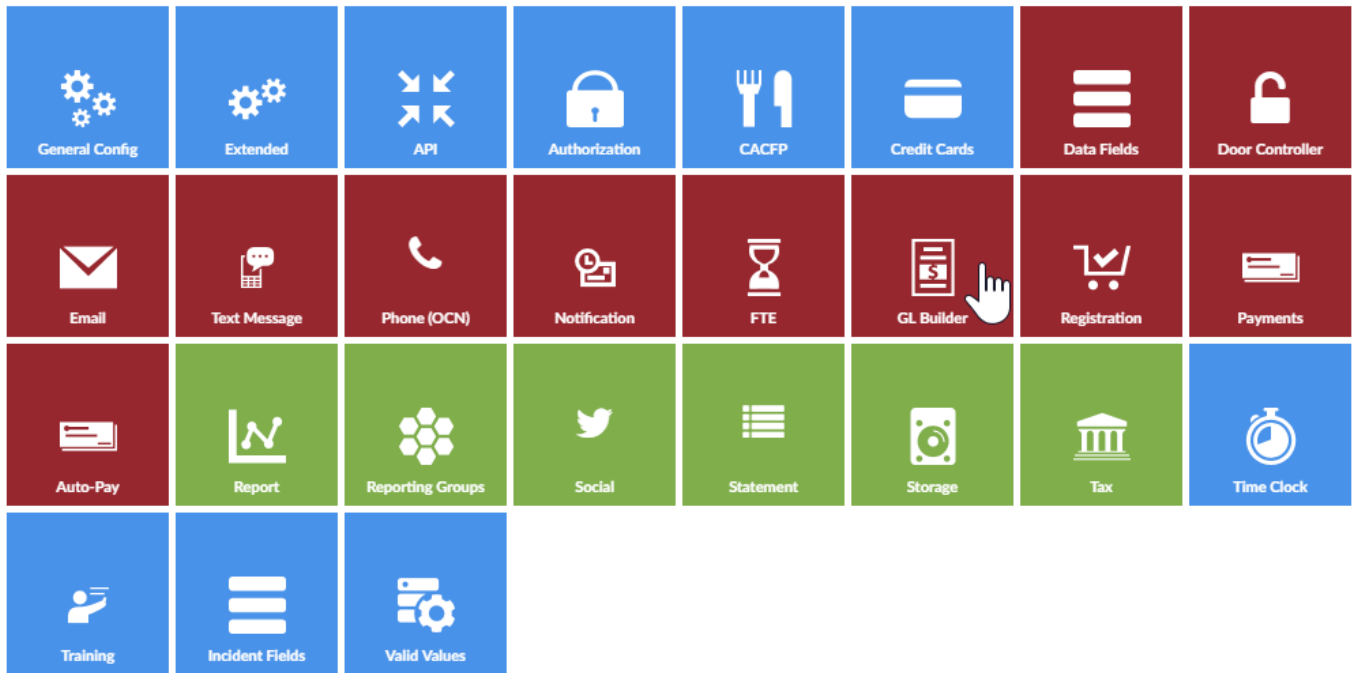 General Config
Extended
API
Authorization
CACFP
Credit Cards
Data Fields
Door Controller
Email
Text Message
Phone (OCN)
Notification
FTE
$
GL Builder
Registration
Payments
Auto-Pay
Report
Reporting Groups
Social
Statement
Storage
Tax
Time Clock
Training
Incident Fields
Valid Values